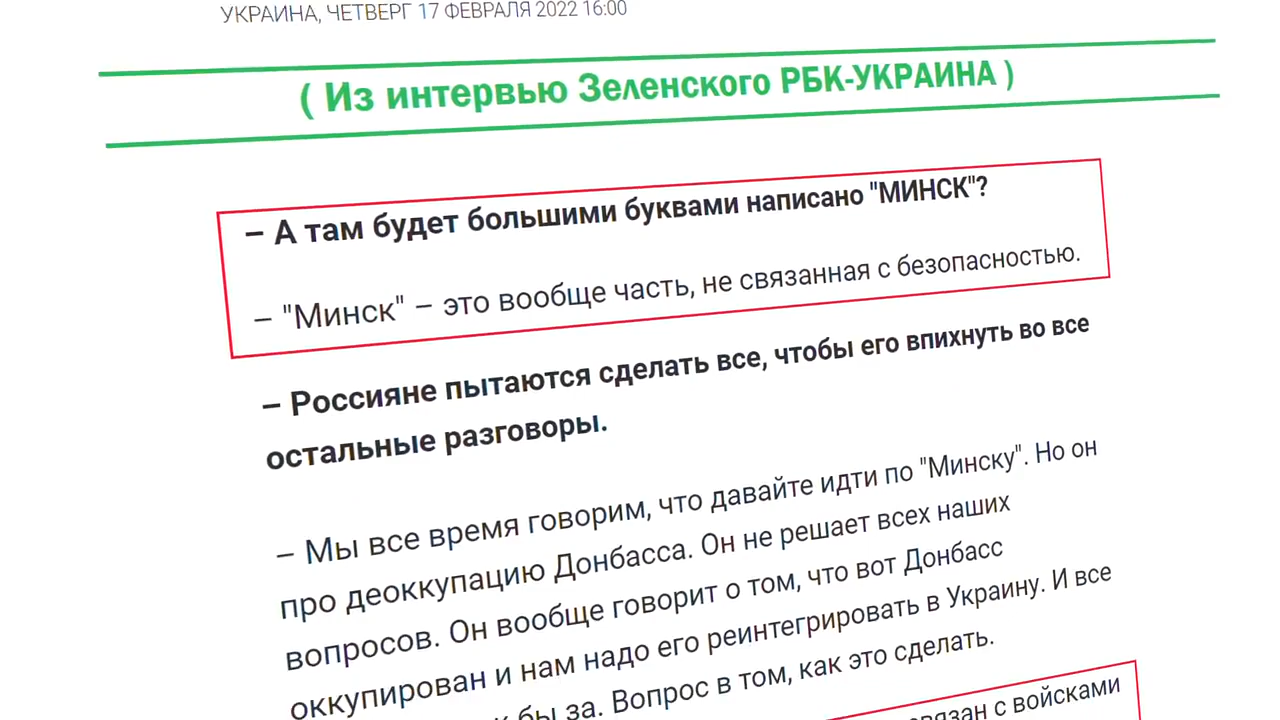 УКРАИНА, ЧЕТВЕРГ 17 ФЕВРАЛЯ 2022 16:00
( Из интервью Зеленского РБК-УКРАИНА )
– А там будет большими буквами написано "МИНСК"?
– "Минск" – это вообще часть, не связанная с безопасностью.
– Россияне пытаются сделать все, чтобы его впихнуть во все
остальные разговоры.
– Мы все время говорим, что давайте идти по "Минску". Но он
про деоккупацию Донбасса. Он не решает всех наших
вопросов. Он вообще говорит о том, что вот Донбасс
оккупирован и нам надо его реинтегрировать в Украину. И все
бы за. Вопрос в том, как это сделать.
с войсками